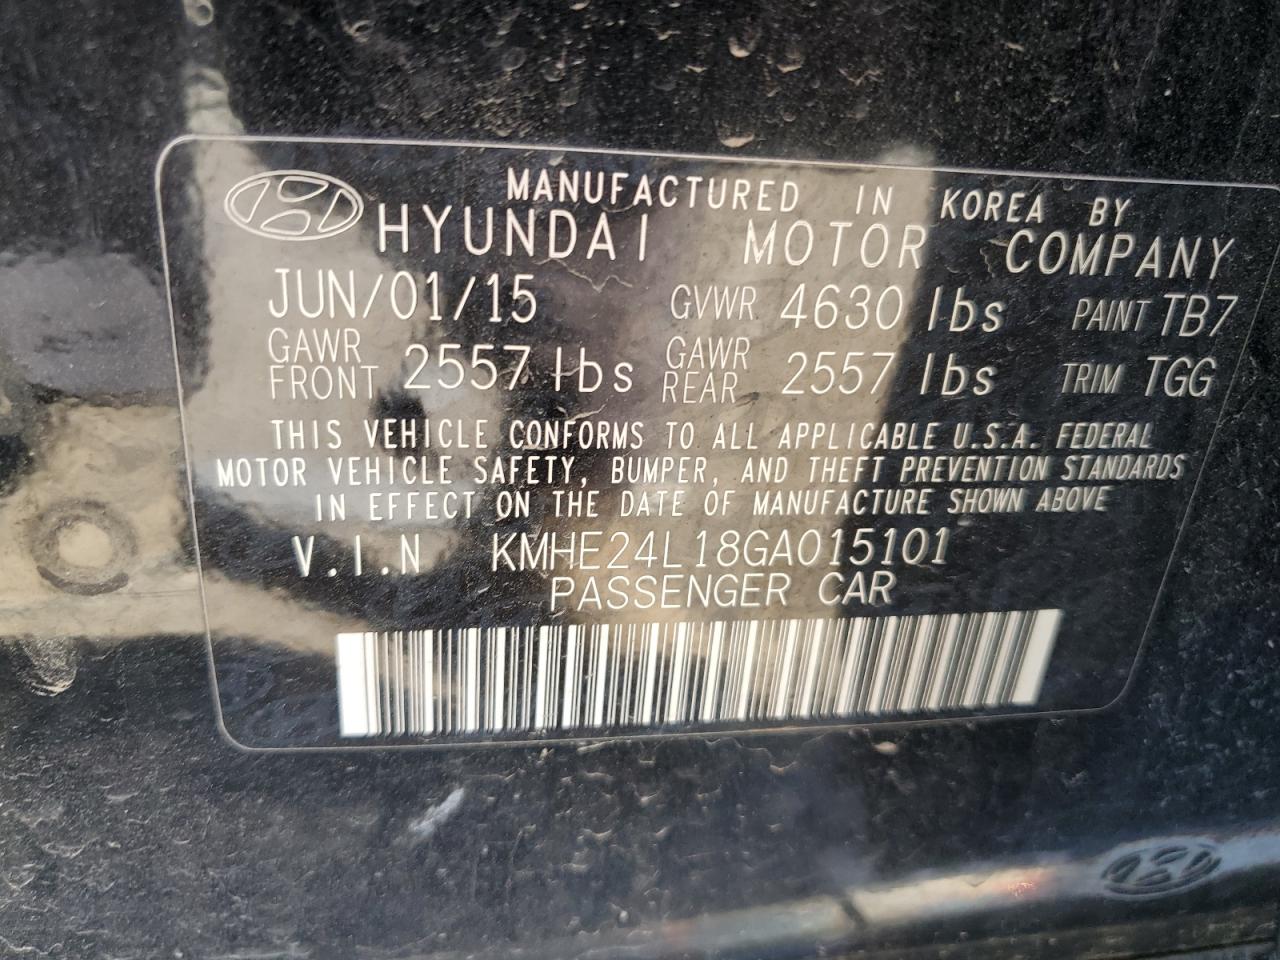 MANUFACTURED IN KOREA BY
HYUNDAI MOTOR COMPANY
JUN/01/15 GVWR 4630 lbs PAINT TB7
GAWR FRONT 2557 lbs GAWR REAR 2557 lbs TRIM TGG
THIS VEHICLE CONFORMS TO ALL APPLICABLE U.S.A. FEDERAL
MOTOR VEHICLE SAFETY, BUMPER, AND THEFT PREVENTION STANDARDS
IN EFFECT ON THE DATE OF MANUFACTURE SHOWN ABOVE
V.I.N KMHE24L18GA015101
PASSENGER CAR